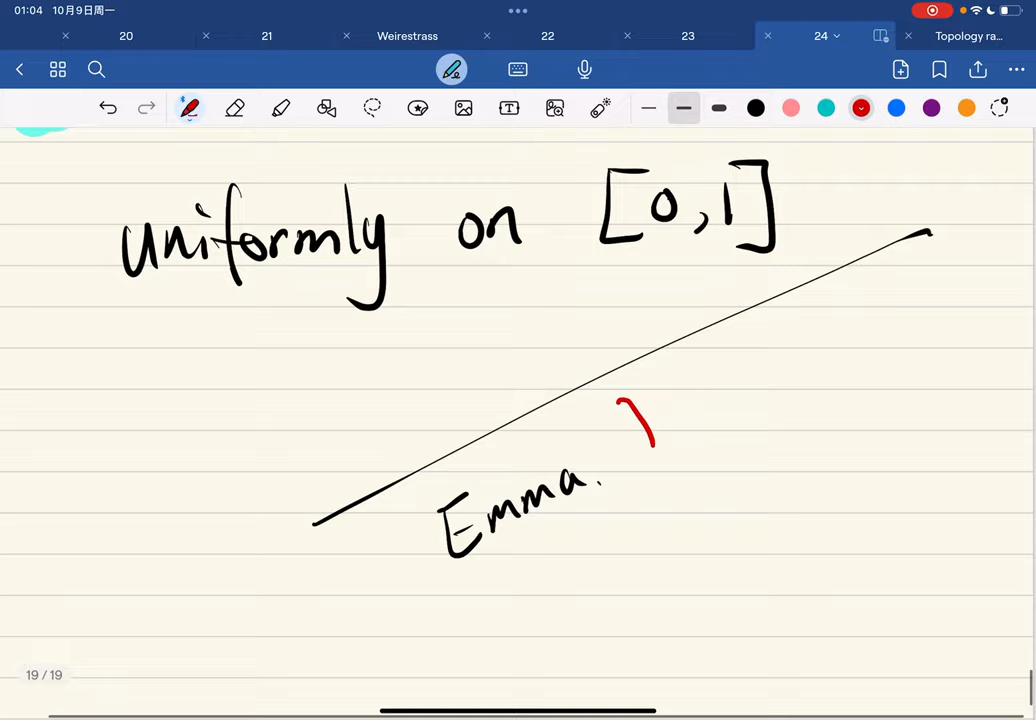 01:04 10月9日周一
20 21 Weirestrass 22 23 24 Topology ra...
uniformly on [0,1]
Emma.
19 / 19